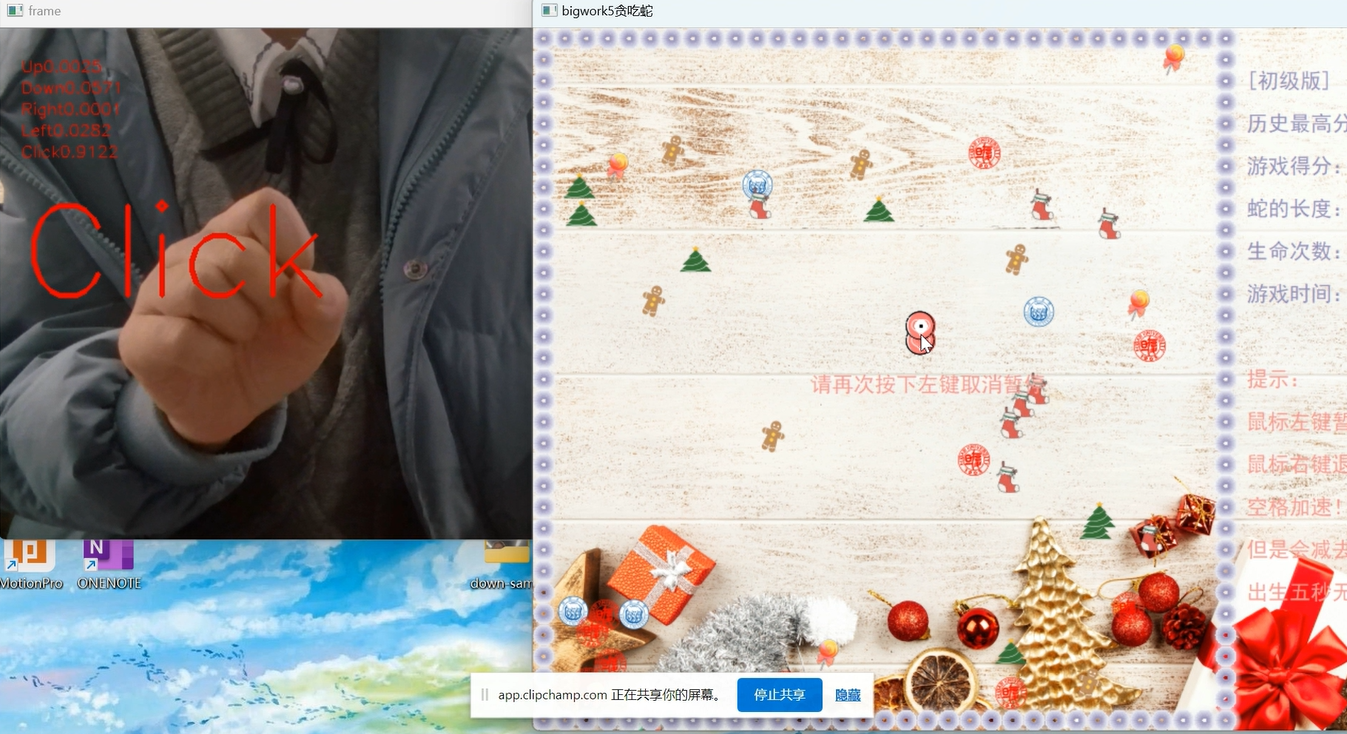 frame
bigwork5贪吃蛇
Up0.0025
Down0.0571
Right0.0001
Left0.0282
Click0.9122
Click
[初级版]
历史最高分
游戏得分：
蛇的长度：
生命次数：
游戏时间：
请再次按下左键取消暂
提示：
鼠标左键暂
鼠标右键退
空格加速！
但是会减去
出生五秒无
MotionPro
ONENOTE
down-sam
app.clipchamp.com 正在共享你的屏幕。
停止共享
隐藏